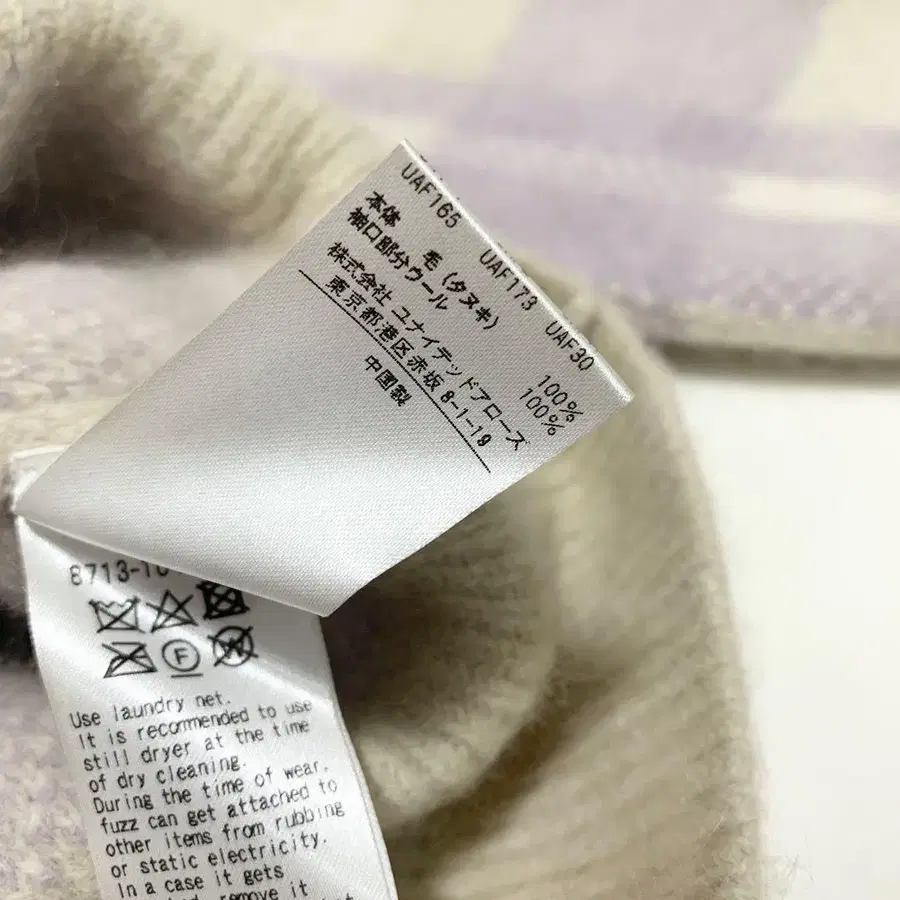 UAF165 UAF173 UAF30
本体 毛(タヌキ) 100%
袖口部分ウール 100%
株式会社 ユナイテッドアローズ
東京都港区赤坂 8-1-19
中国製
8713-10
F
Use laundry net.
It is recommended to use
still dryer at the time
of dry cleaning.
During the time of wear,
fuzz can get attached to
other items from rubbing
or static electricity.
In a case it gets
remove it